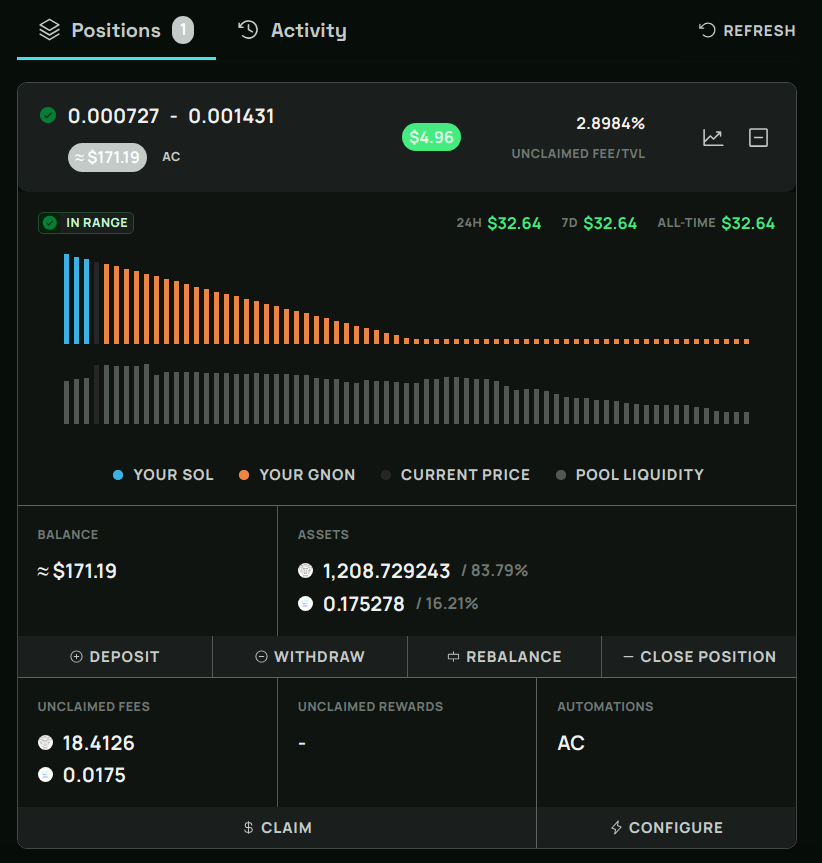 Positions 1 Activity REFRESH
0.000727 - 0.001431 $4.96 2.8984%
≈$171.19 AC UNCLAIMED FEE/TVL
IN RANGE 24H $32.64 7D $32.64 ALL-TIME $32.64
YOUR SOL YOUR GNON CURRENT PRICE POOL LIQUIDITY
BALANCE ASSETS
≈$171.19 1,208.729243 / 83.79%
0.175278 / 16.21%
DEPOSIT WITHDRAW REBALANCE CLOSE POSITION
UNCLAIMED FEES UNCLAIMED REWARDS AUTOMATIONS
18.4126 - AC
0.0175
$ CLAIM CONFIGURE